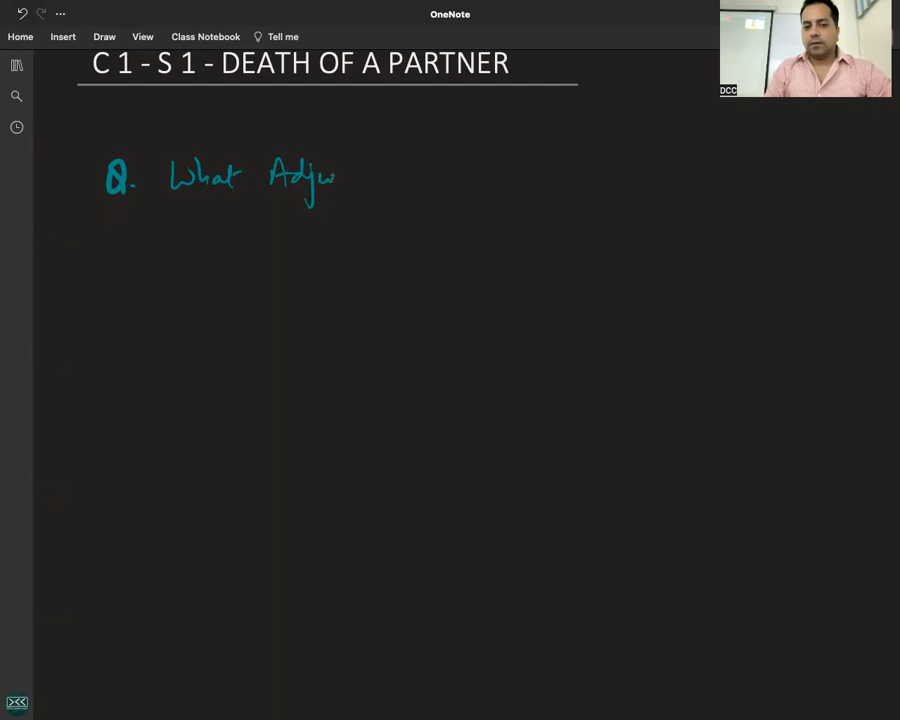 OneNote
Home Insert Draw View Class Notebook Tell me
C 1 - S 1 - DEATH OF A PARTNER
Q. What Adju
DCC